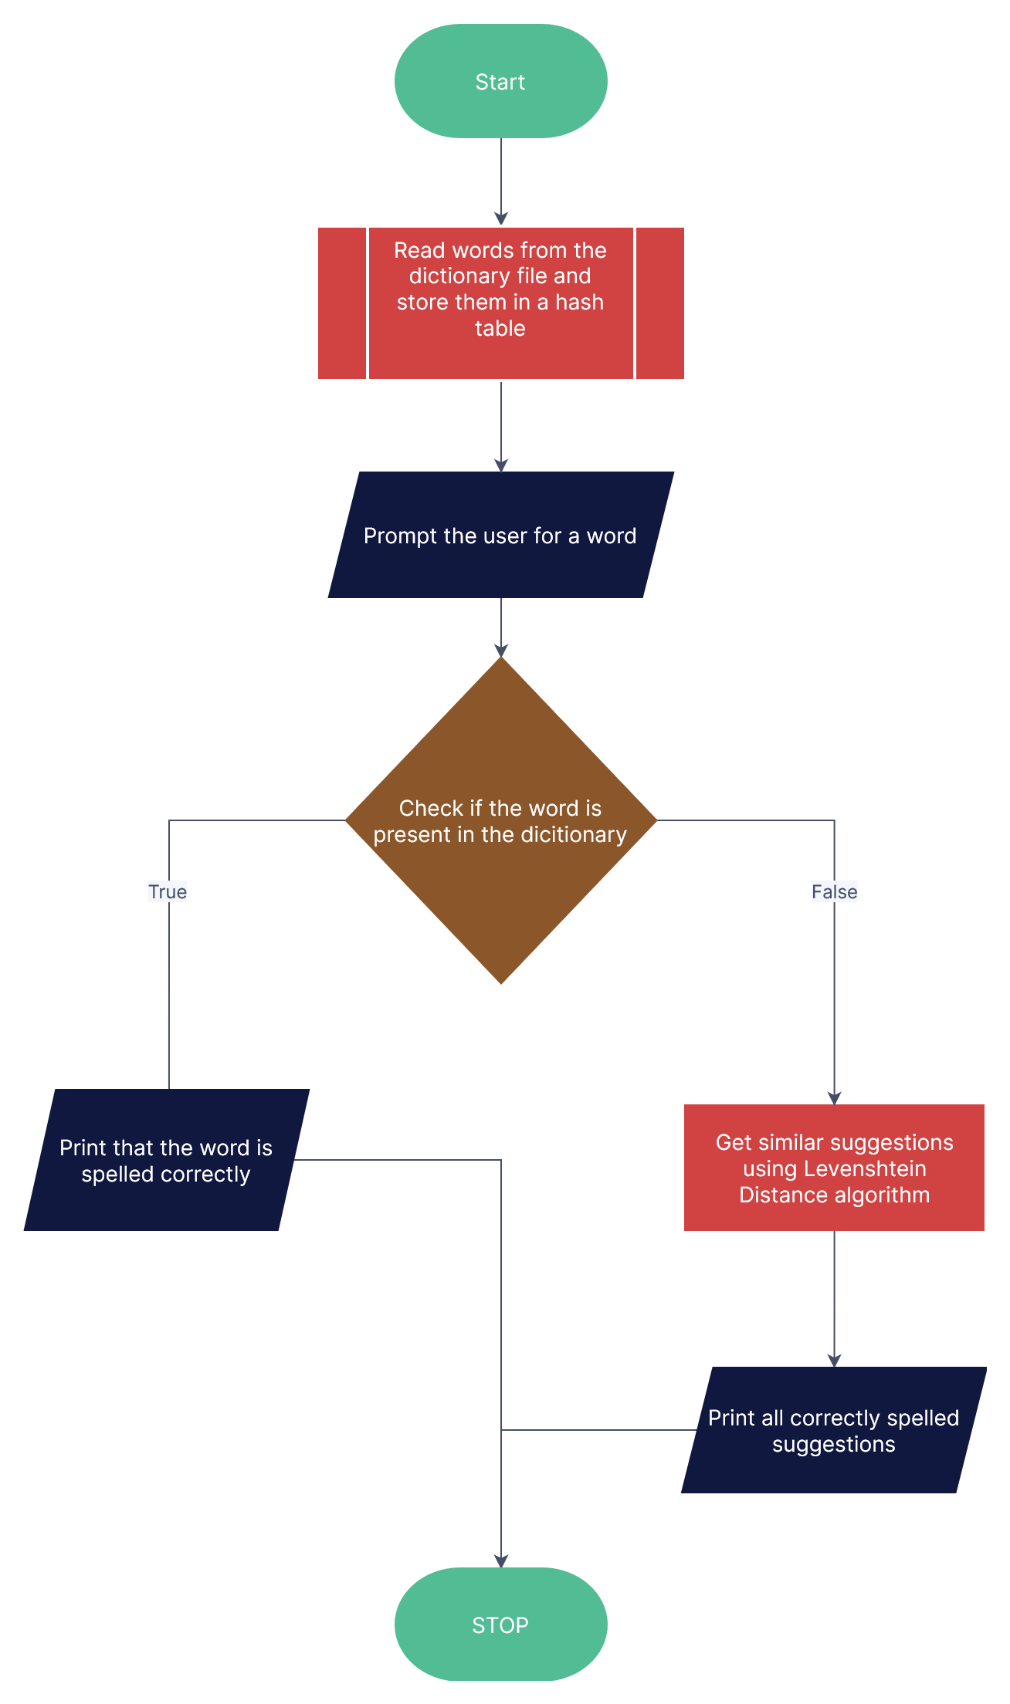 Start
Read words from the
dictionary file and
store them in a hash
table
Prompt the user for a word
Check if the word is
present in the dicitionary
True
False
Print that the word is
spelled correctly
Get similar suggestions
using Levenshtein
Distance algorithm
Print all correctly spelled
suggestions
STOP